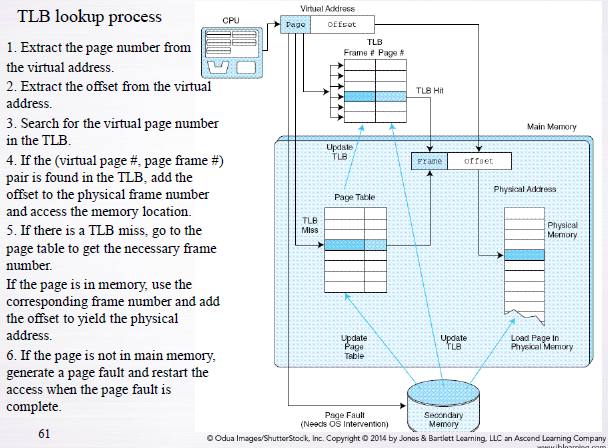 TLB lookup process
1. Extract the page number from
the virtual address.
2. Extract the offset from the virtual
address.
3. Search for the virtual page number
in the TLB.
4. If the (virtual page #, page frame #)
pair is found in the TLB, add the
offset to the physical frame number
and access the memory location.
5. If there is a TLB miss, go to the
page table to get the necessary frame
number.
If the page is in memory, use the
corresponding frame number and add
the offset to yield the physical
address.
6. If the page is not in main memory,
generate a page fault and restart the
access when the page fault is
complete.
61
CPU
Virtual Address
Page Offset
TLB
Frame # Page #
TLB Hit
Main Memory
Update
TLB
Frame Offset
Physical Address
Page Table
TLB
Miss
Physical
Memory
Update
Page
Table
Update
TLB
Load Page In
Physical Memory
Page Fault
(Needs OS Intervention)
Secondary
Memory
© Odua Images/ShutterStock, Inc. Copyright © 2014 by Jones & Bartlett Learning, LLC an Ascend Learning Company
www.jblearning.com